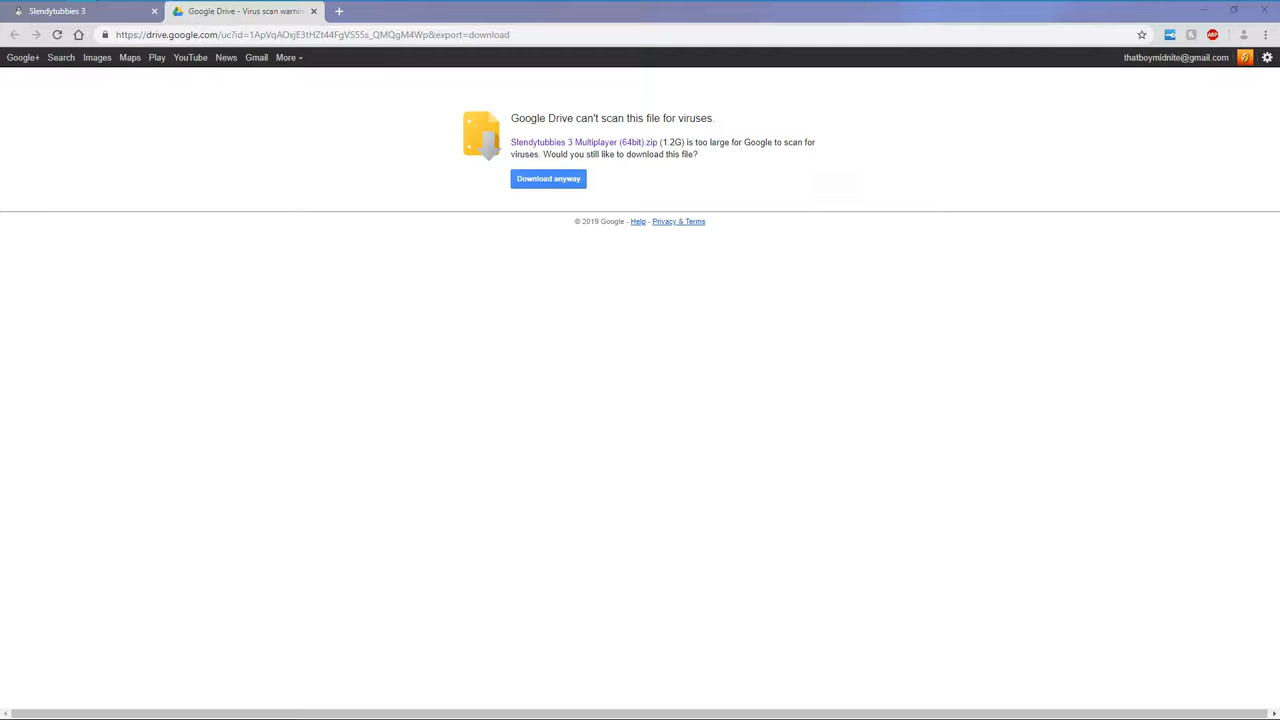 Slendytubbies 3
Google Drive - Virus scan warnin
https://drive.google.com/uc?id=1ApVqAOxjE3tHZt44FgVS55s_QMQgM4Wp&export=download
ABP
Google+ Search Images Maps Play YouTube News Gmail More
thatboymidnite@gmail.com
Google Drive can't scan this file for viruses.
Slendytubbies 3 Multiplayer (64bit).zip (1.2G) is too large for Google to scan for
viruses. Would you still like to download this file?
Download anyway
© 2019 Google - Help - Privacy & Terms